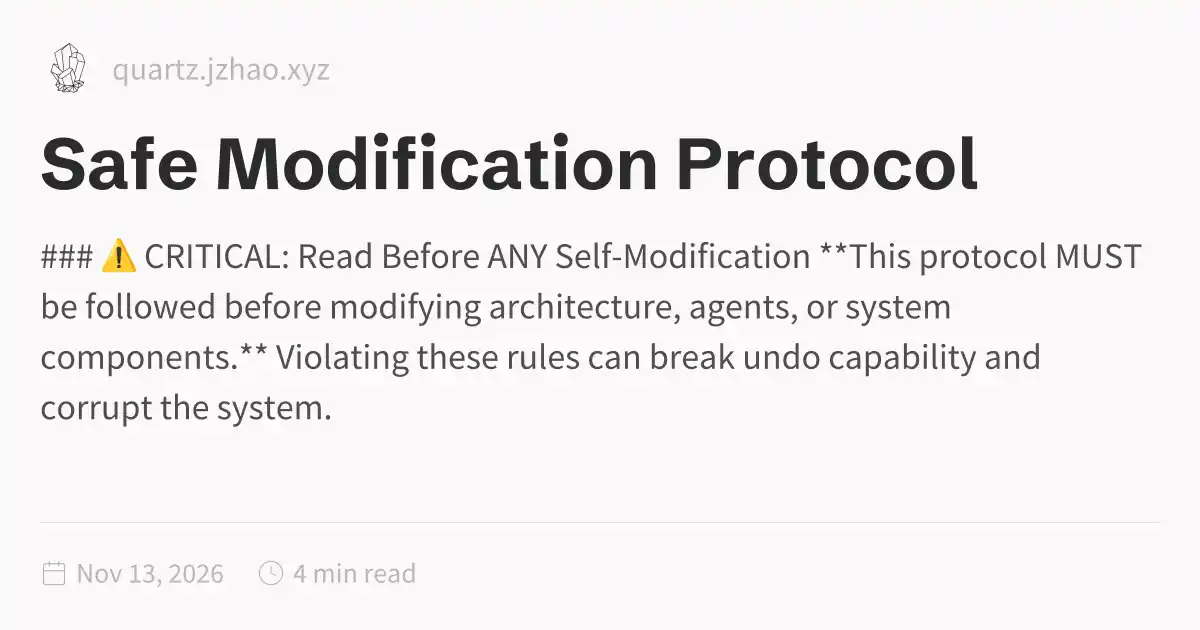 quartz.jzhao.xyz
Safe Modification Protocol
### ⚠️ CRITICAL: Read Before ANY Self-Modification **This protocol MUST
be followed before modifying architecture, agents, or system
components.** Violating these rules can break undo capability and
corrupt the system.
Nov 13, 2026 4 min read